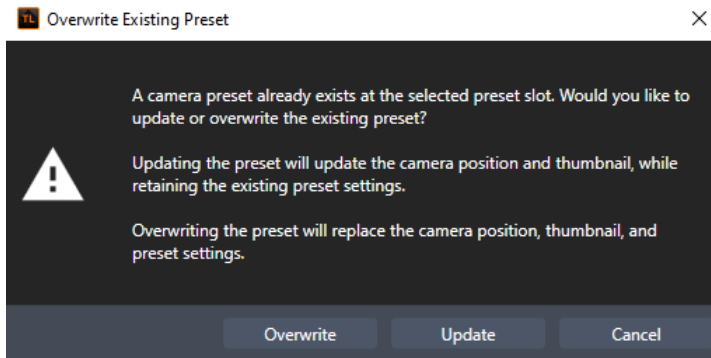 TL Overwrite Existing Preset
A camera preset already exists at the selected preset slot. Would you like to
update or overwrite the existing preset?
Updating the preset will update the camera position and thumbnail, while
retaining the existing preset settings.
Overwriting the preset will replace the camera position, thumbnail, and
preset settings.
Overwrite Update Cancel